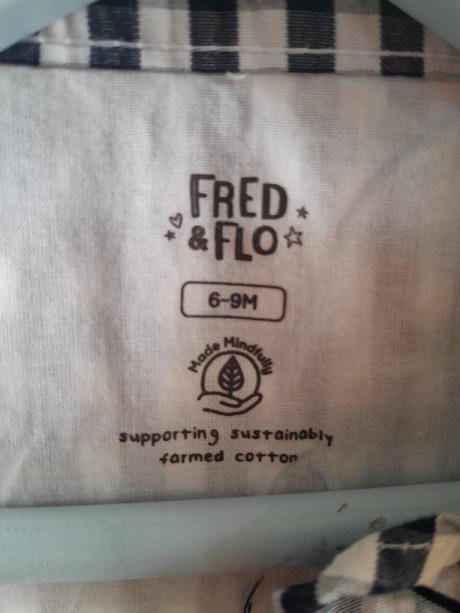 FRED
& FLO
6-9M
Made Mindfully
supporting sustainably
farmed cotton